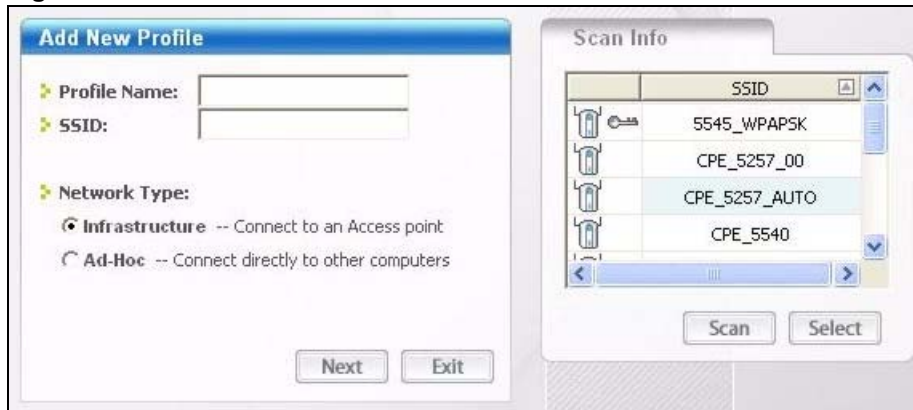 Add New Profile
Profile Name:
SSID:
Network Type:
Infrastructure -- Connect to an Access point
Ad-Hoc -- Connect directly to other computers
Next Exit
Scan Info
SSID
5545_WPAPSK
CPE_5257_00
CPE_5257_AUTO
CPE_5540
Scan Select